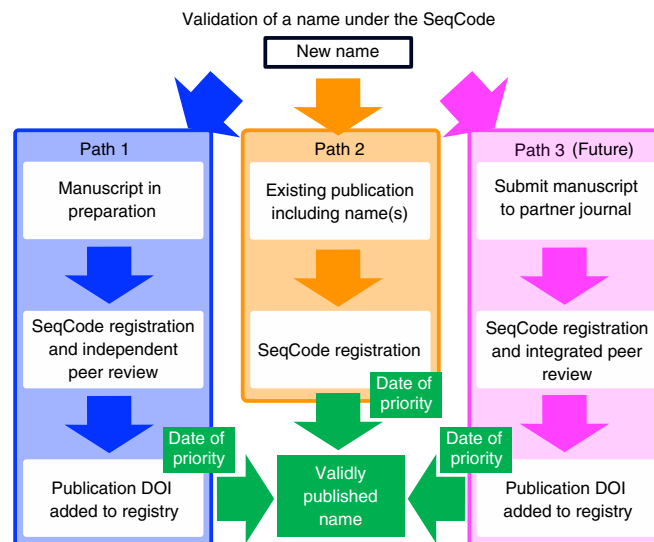 Validation of a name under the SeqCode
New name
Path 1
Manuscript in
preparation
SeqCode registration
and independent
peer review
Date of
priority
Publication DOI
added to registry
Path 2
Existing publication
including name(s)
SeqCode registration
Date of
priority
Validly
published
name
Path 3 (Future)
Submit manuscript
to partner journal
SeqCode registration
and integrated peer
review
Date of
priority
Publication DOI
added to registry